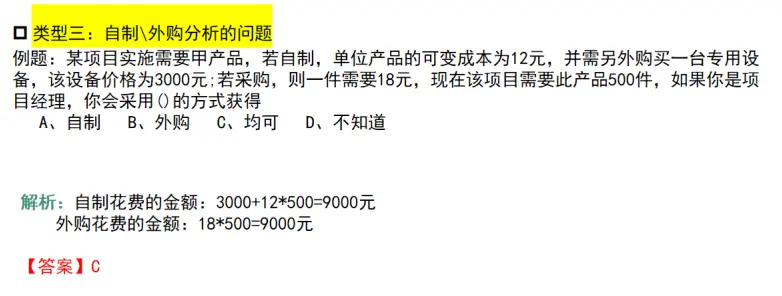 类型三：自制\外购分析的问题
例题：某项目实施需要甲产品，若自制，单位产品的可变成本为12元，并需另外购买一台专用设
备，该设备价格为3000元;若采购，则一件需要18元，现在该项目需要此产品500件，如果你是项
目经理，你会采用()的方式获得
A、自制 B、外购 C、均可 D、不知道
解析：自制花费的金额：3000+12*500=9000元
外购花费的金额：18*500=9000元
【答案】C